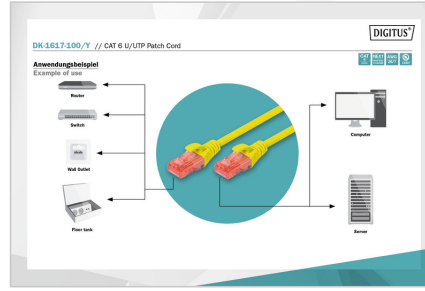 DIGITUS®
DK-1617-100/Y // CAT 6 U/UTP Patch Cord
Anwendungsbeispiel
Example of use
Router
Switch
Wall Outlet
Floor tank
Computer
Server